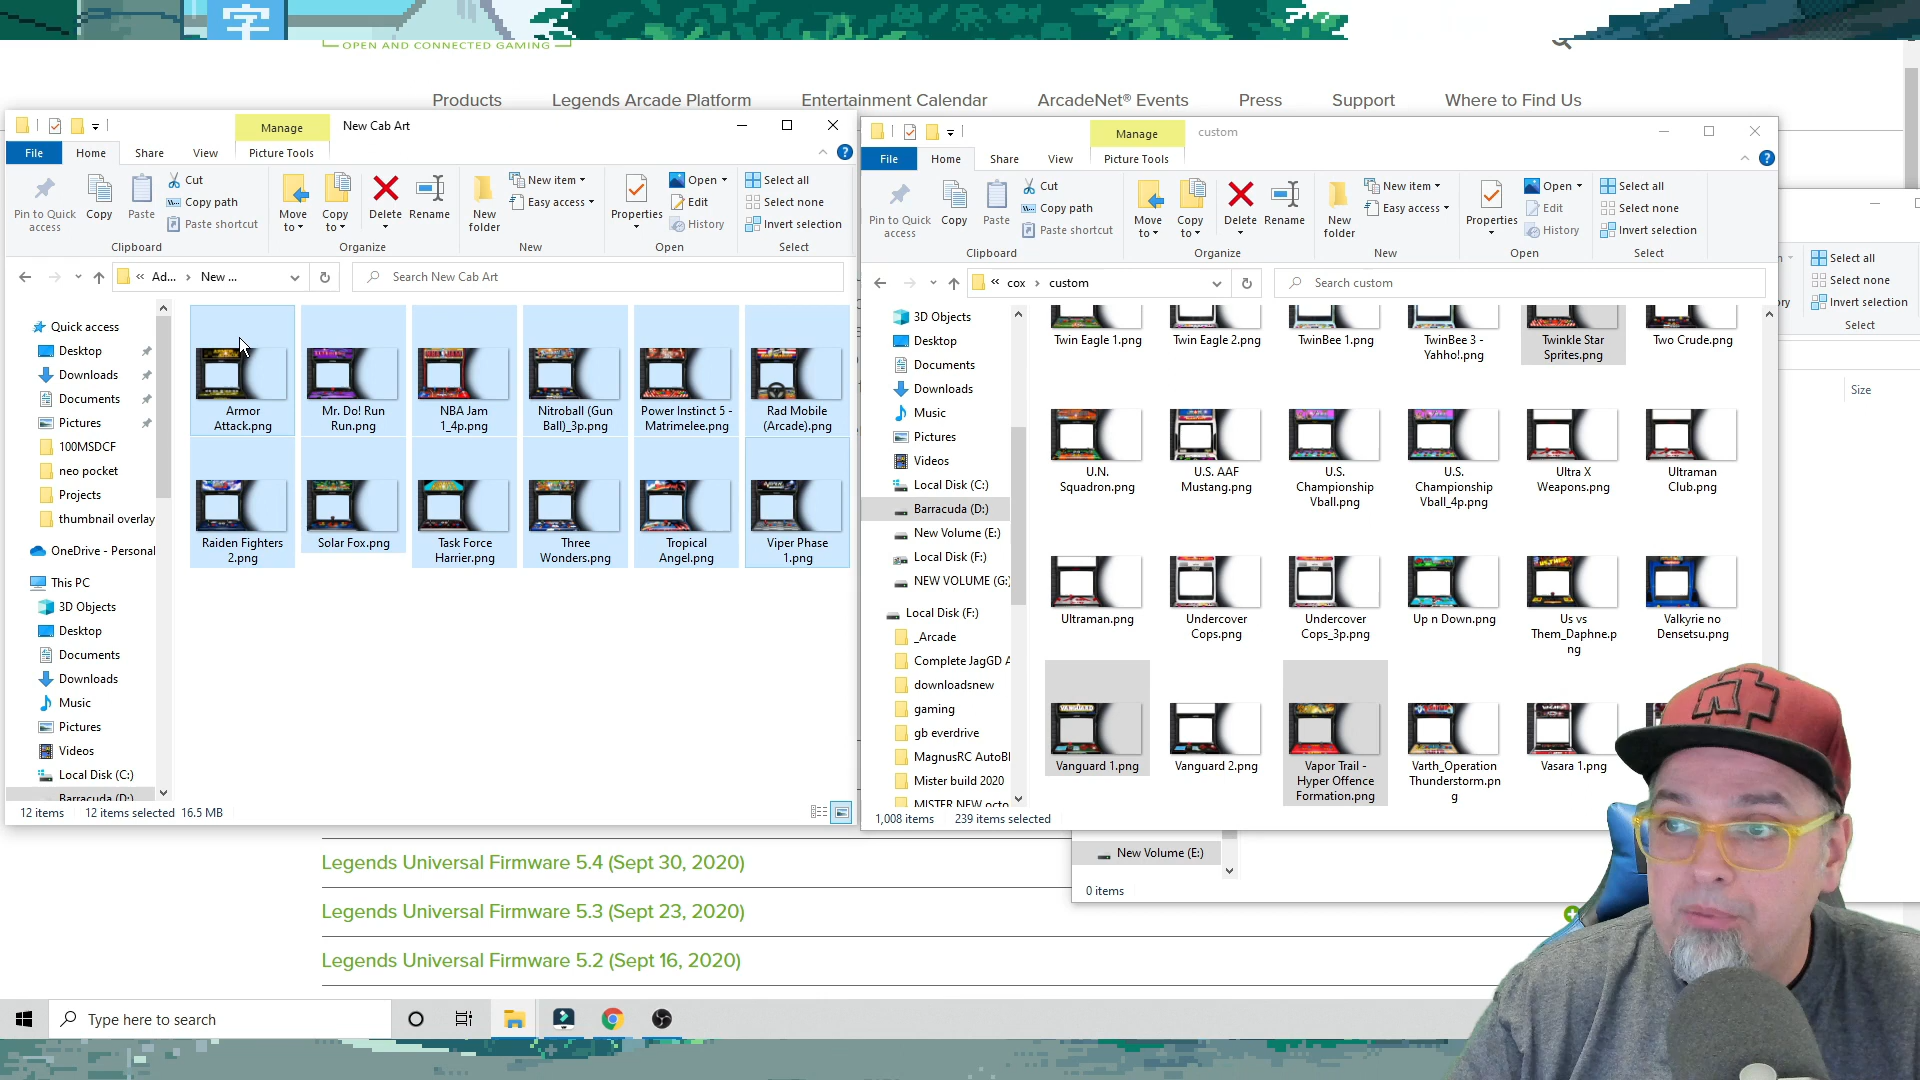 字
OPEN AND CONNECTED GAMING
Products
Legends Arcade Platform
Entertainment Calendar
ArcadeNet® Events
Press
Support
Where to Find Us
Manage
New Cab Art
File
Home
Share
View
Picture Tools
Pin to Quick access
Copy
Paste
Cut
Copy path
Paste shortcut
Move to
Copy to
Delete
Rename
New folder
New item
Easy access
Properties
Open
Edit
History
Select all
Select none
Invert selection
Clipboard
Organize
New
Open
Select
« Ad... › New ...
Search New Cab Art
Quick access
Desktop
Downloads
Documents
Pictures
100MSDCF
neo pocket
Projects
thumbnail overlay
OneDrive - Personal
This PC
3D Objects
Desktop
Documents
Downloads
Music
Pictures
Videos
Local Disk (C:)
Barracuda (D:)
Armor Attack.png
Mr. Do! Run Run.png
NBA Jam 1_4p.png
Nitroball (Gun Ball)_3p.png
Power Instinct 5 - Matrimelee.png
Rad Mobile (Arcade).png
Raiden Fighters 2.png
Solar Fox.png
Task Force Harrier.png
Three Wonders.png
Tropical Angel.png
Viper Phase 1.png
12 items
12 items selected 16.5 MB
Manage
custom
File
Home
Share
View
Picture Tools
Pin to Quick access
Copy
Paste
Cut
Copy path
Paste shortcut
Move to
Copy to
Delete
Rename
New folder
New item
Easy access
Properties
Open
Edit
History
Select all
Select none
Invert selection
Clipboard
Organize
New
Open
Select
« cox › custom
Search custom
3D Objects
Desktop
Documents
Downloads
Music
Pictures
Videos
Local Disk (C:)
Barracuda (D:)
New Volume (E:)
Local Disk (F:)
NEW VOLUME (G:)
Local Disk (F:)
_Arcade
Complete JagGD A
downloadsnew
gaming
gb everdrive
MagnusRC AutoBl
Mister build 2020
MISTER NEW octo
Twin Eagle 1.png
Twin Eagle 2.png
TwinBee 1.png
TwinBee 3 - Yahho!.png
Twinkle Star Sprites.png
Two Crude.png
U.N. Squadron.png
U.S. AAF Mustang.png
U.S. Championship Vball.png
U.S. Championship Vball_4p.png
Ultra X Weapons.png
Ultraman Club.png
Ultraman.png
Undercover Cops.png
Undercover Cops_3p.png
Up n Down.png
Us vs Them_Daphne.png
Valkyrie no Densetsu.png
Vanguard 1.png
Vanguard 2.png
Vapor Trail - Hyper Offence Formation.png
Varth_Operation Thunderstorm.png
Vasara 1.png
1,008 items
239 items selected
Select all
Select none
Invert selection
Select
Size
New Volume (E:)
0 items
Legends Universal Firmware 5.4 (Sept 30, 2020)
Legends Universal Firmware 5.3 (Sept 23, 2020)
Legends Universal Firmware 5.2 (Sept 16, 2020)
Type here to search